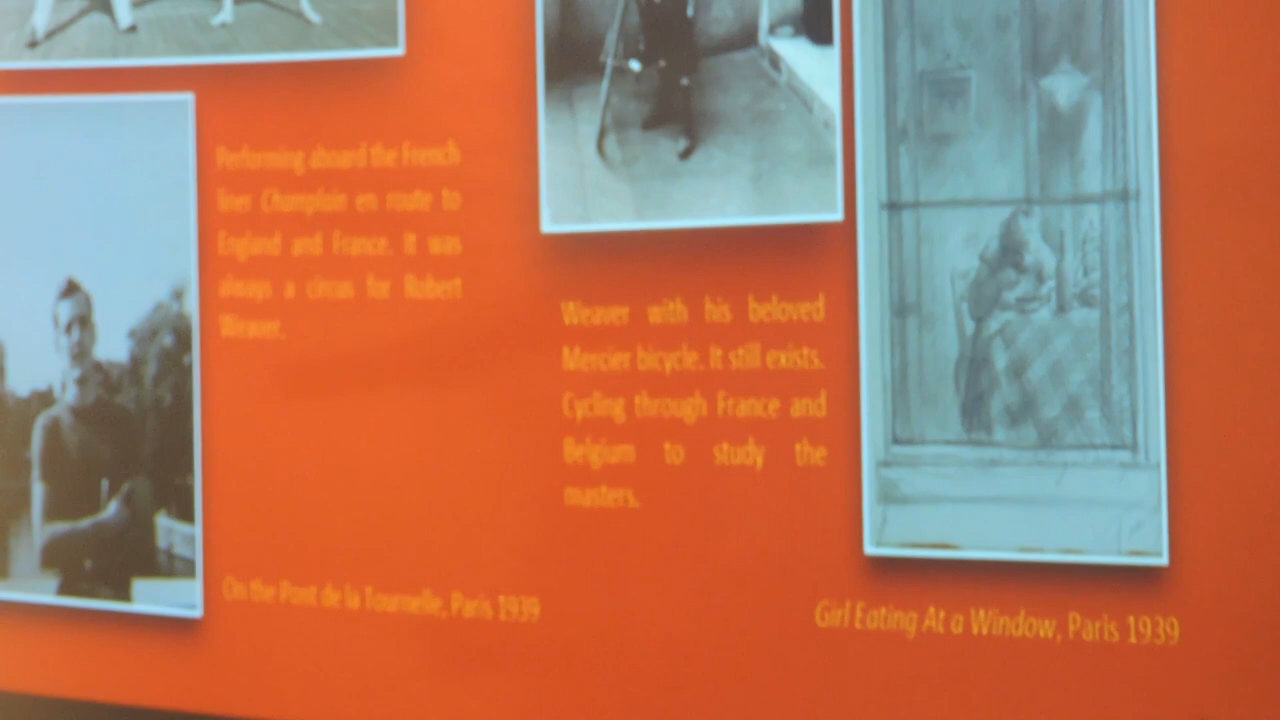 Performing aboard the French
liner Champlain en route to
England and France. It was
always a circus for Robert
Weaver.
Weaver with his beloved
Mercier bicycle. It still exists.
Cycling through France and
Belgium to study the
masters.
On the Pont de la Tournelle, Paris 1939
Girl Eating At a Window, Paris 1939